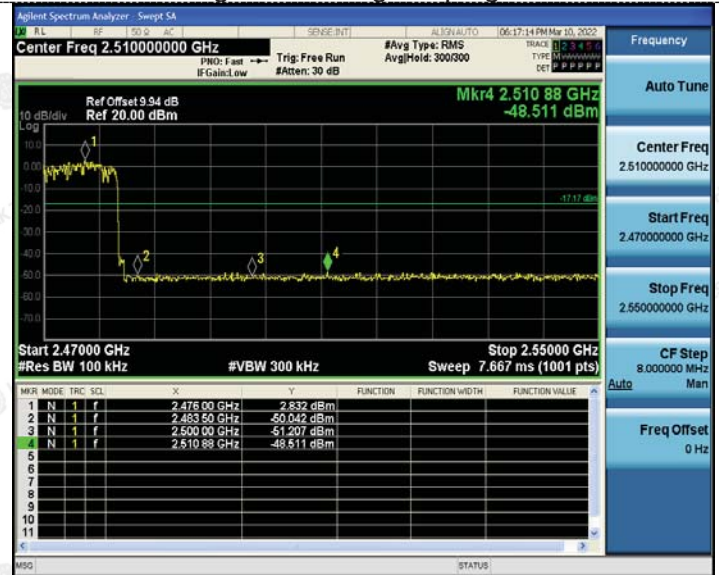 Agilent Spectrum Analyzer - Swept SA
RL RF 50 Ω AC SENSE:INT ALIGN AUTO 06:17:14 PM Mar 10, 2022
Center Freq 2.510000000 GHz
PNO: Fast Trig: Free Run
IFGain:Low #Atten: 30 dB
#Avg Type: RMS
Avg|Hold: 300/300
TRACE 1 2 3 4 5 6
TYPE M
DET P P P P P P
Ref Offset 9.94 dB
Ref 20.00 dBm
10 dB/div
Log
Mkr4 2.510 88 GHz
-48.511 dBm
10.0
0.00
-10.0
-20.0
-30.0
-40.0
-50.0
-60.0
-70.0
1
2
3
4
-17.17 dBm
Start 2.47000 GHz Stop 2.55000 GHz
#Res BW 100 kHz #VBW 300 kHz Sweep 7.667 ms (1001 pts)
MKR MODE TRC SCL X Y FUNCTION FUNCTION WIDTH FUNCTION VALUE
1 N 1 f 2.476 00 GHz 2.832 dBm
2 N 1 f 2.483 50 GHz -50.042 dBm
3 N 1 f 2.500 00 GHz -51.207 dBm
4 N 1 f 2.510 88 GHz -48.511 dBm
5
6
7
8
9
10
11
MSG STATUS
Frequency
Auto Tune
Center Freq
2.510000000 GHz
Start Freq
2.470000000 GHz
Stop Freq
2.550000000 GHz
CF Step
8.000000 MHz
Auto Man
Freq Offset
0 Hz